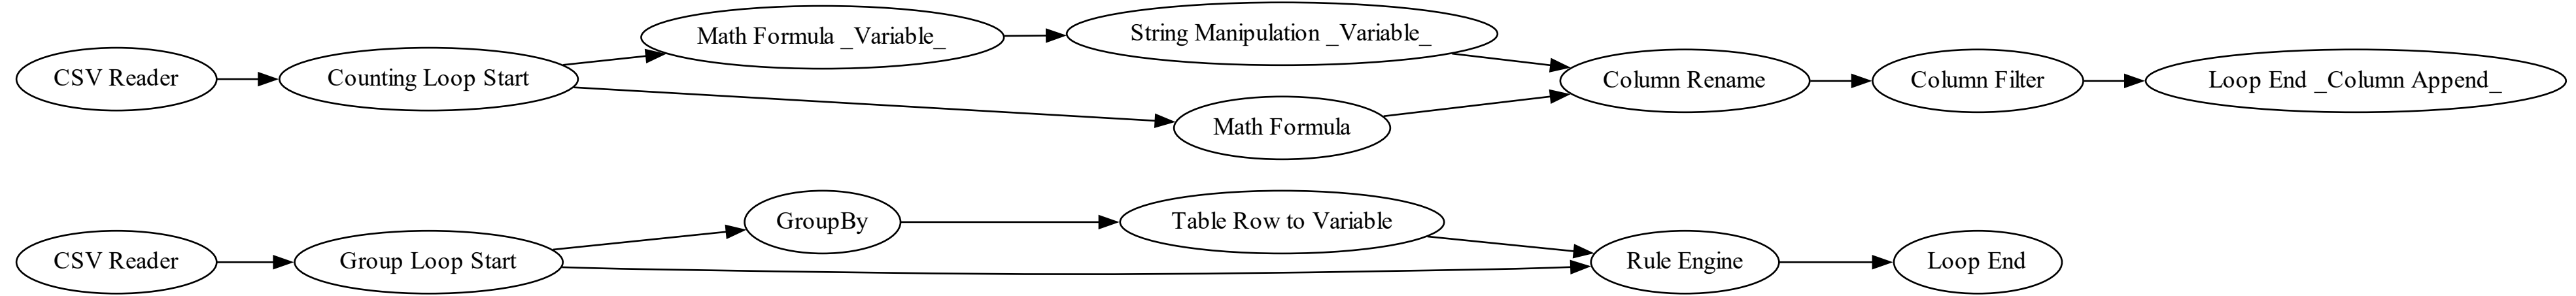 CSV Reader
Counting Loop Start
Math Formula _Variable_
String Manipulation _Variable_
Math Formula
Column Rename
Column Filter
Loop End _Column Append_
CSV Reader
Group Loop Start
GroupBy
Table Row to Variable
Rule Engine
Loop End